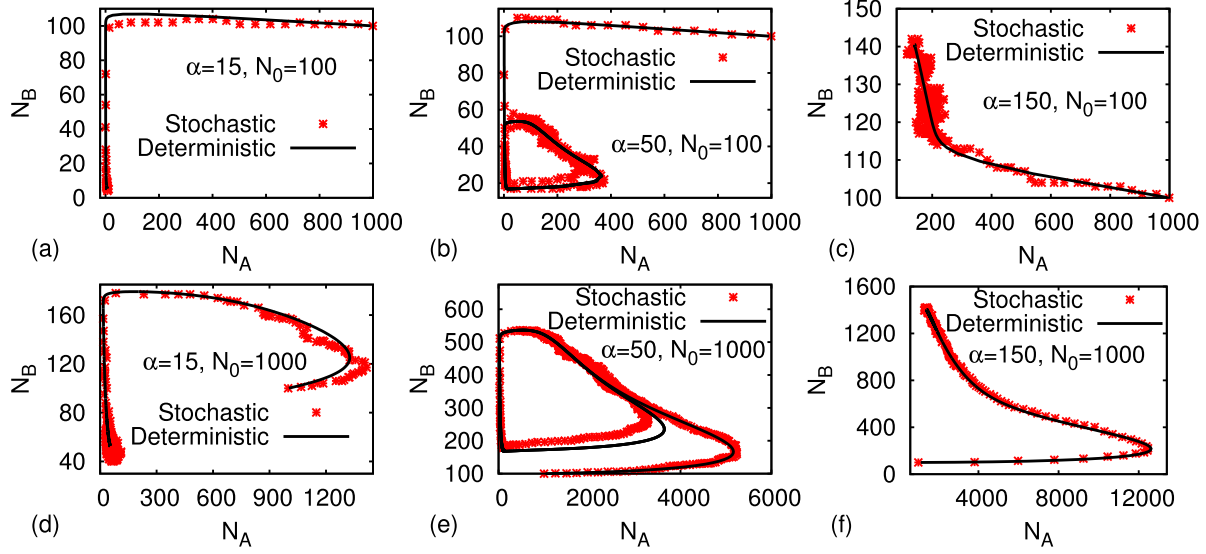 100
80
60
40
20
0
N_B
α=15, N_0=100
Stochastic
Deterministic
0 200 400 600 800 1000
(a)
N_A
100
80
60
40
20
N_B
Stochastic
Deterministic
α=50, N_0=100
0 200 400 600 800 1000
(b)
N_A
150
140
130
120
110
100
N_B
Stochastic
Deterministic
α=150, N_0=100
200 400 600 800 1000
(c)
N_A
160
120
80
40
N_B
α=15, N_0=1000
Stochastic
Deterministic
0 300 600 900 1200
(d)
N_A
600
500
400
300
200
100
N_B
Stochastic
Deterministic
α=50, N_0=1000
0 2000 4000 6000
(e)
N_A
1600
1200
800
400
0
N_B
Stochastic
Deterministic
α=150, N_0=1000
4000 8000 12000
(f)
N_A